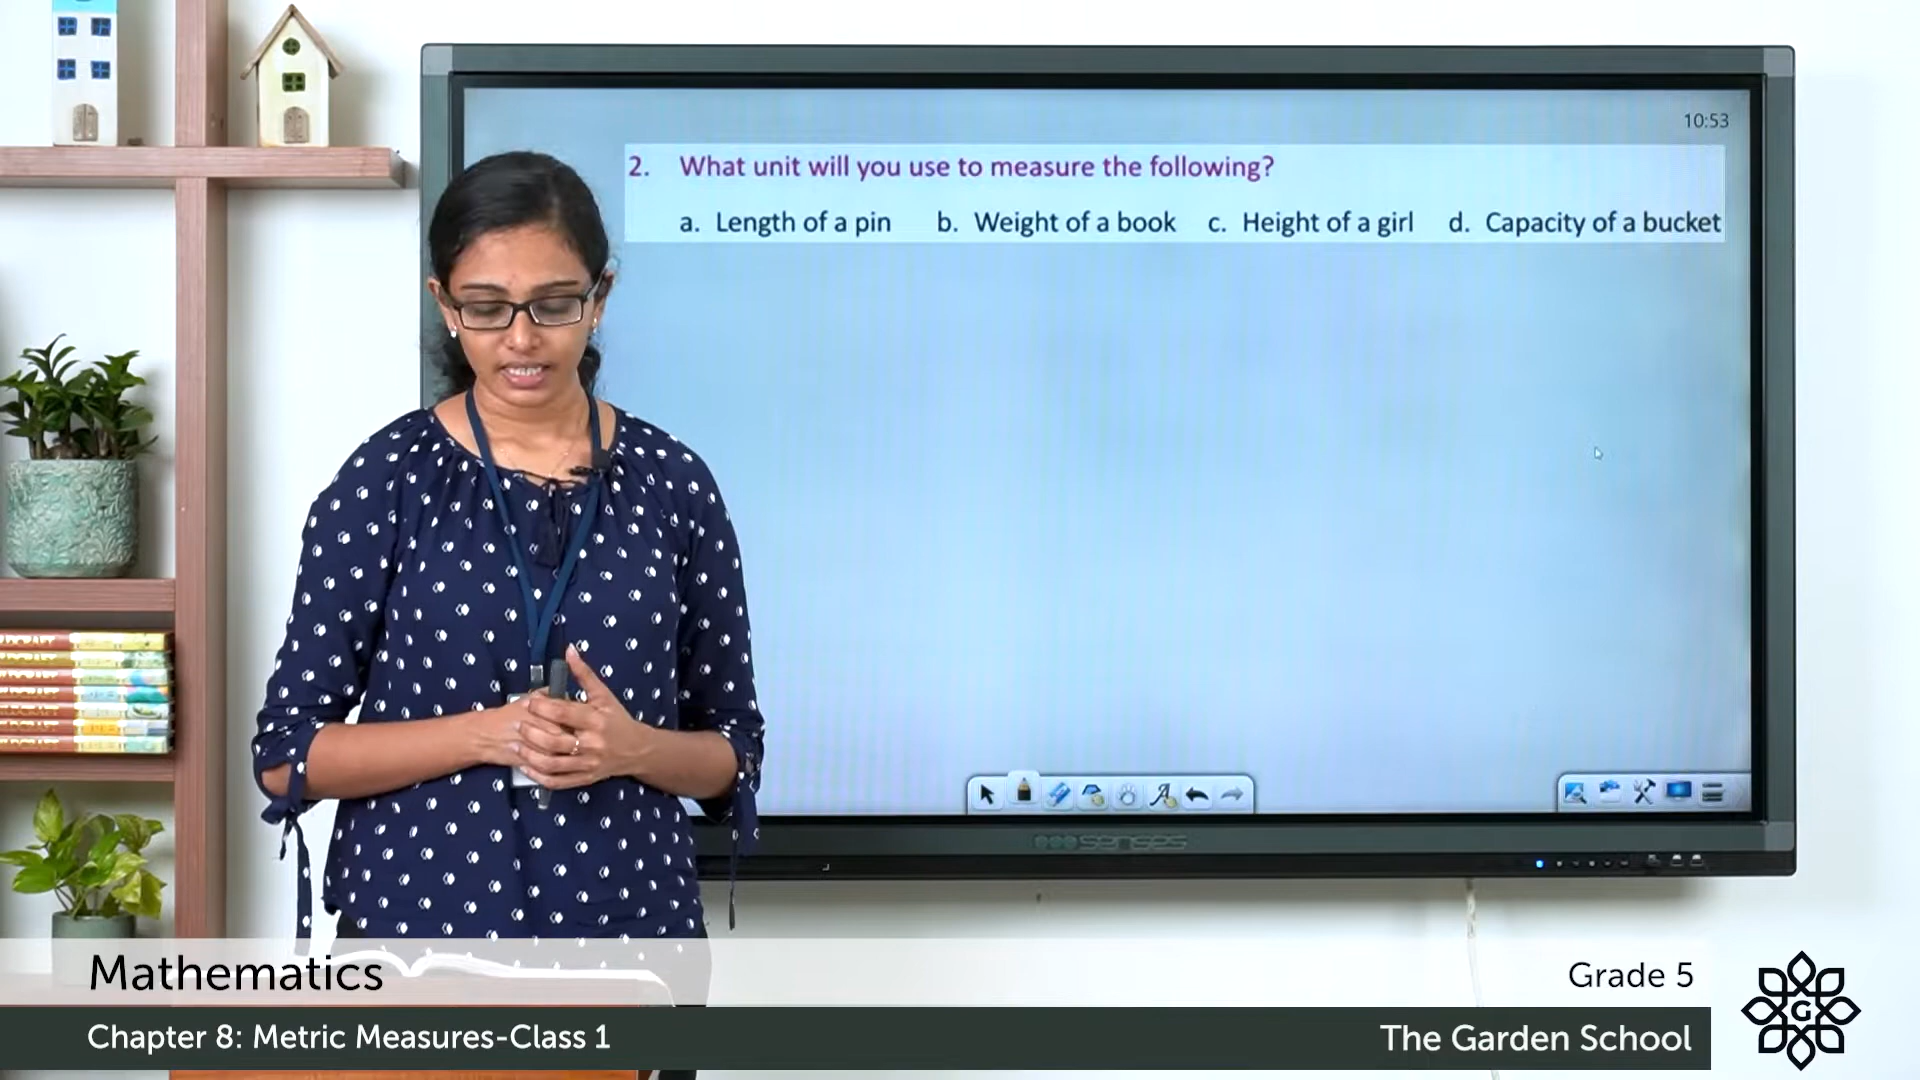 10:53
2. What unit will you use to measure the following?
a. Length of a pin b. Weight of a book c. Height of a girl d. Capacity of a bucket
senses
Mathematics
Grade 5
Chapter 8: Metric Measures-Class 1
The Garden School
G